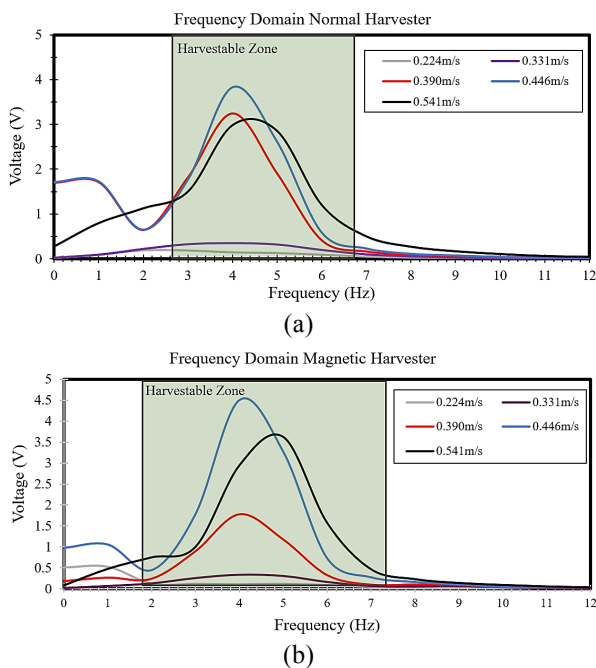 Frequency Domain Normal Harvester
5
4
3
2
1
0
Voltage (V)
Harvestable Zone
0.224m/s
0.331m/s
0.390m/s
0.446m/s
0.541m/s
0 1 2 3 4 5 6 7 8 9 10 11 12
Frequency (Hz)
(a)
Frequency Domain Magnetic Harvester
5
4.5
4
3.5
3
2.5
2
1.5
1
0.5
0
Voltage (V)
Harvestable Zone
0.224m/s
0.331m/s
0.390m/s
0.446m/s
0.541m/s
0 1 2 3 4 5 6 7 8 9 10 11 12
Frequency (Hz)
(b)